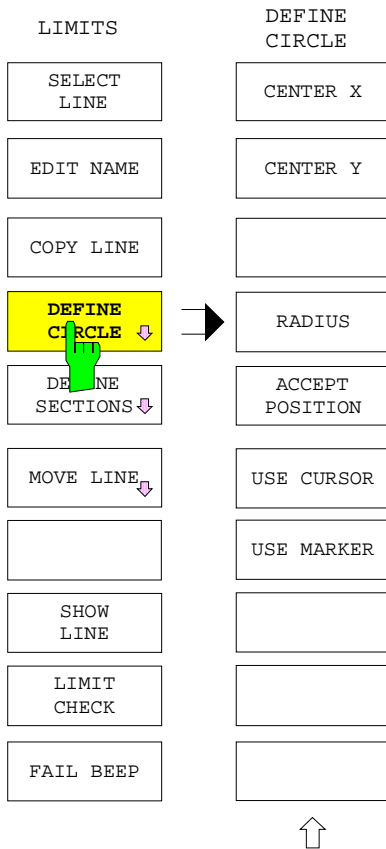 LIMITS
SELECT
LINE
EDIT NAME
COPY LINE
DEFINE
CIRCLE
DEFINE
SECTIONS
MOVE LINE
SHOW
LINE
LIMIT
CHECK
FAIL BEEP
DEFINE
CIRCLE
CENTER X
CENTER Y
RADIUS
ACCEPT
POSITION
USE CURSOR
USE MARKER